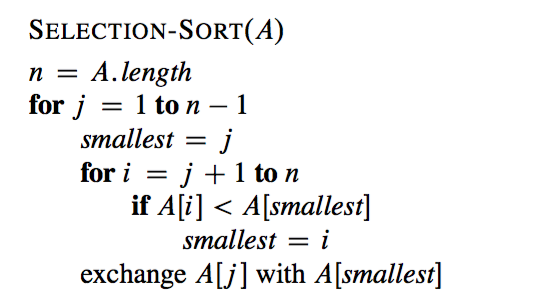 SELECTION-SORT(A)
n = A.length
for j = 1 to n − 1
smallest = j
for i = j + 1 to n
if A[i] < A[smallest]
smallest = i
exchange A[j] with A[smallest]